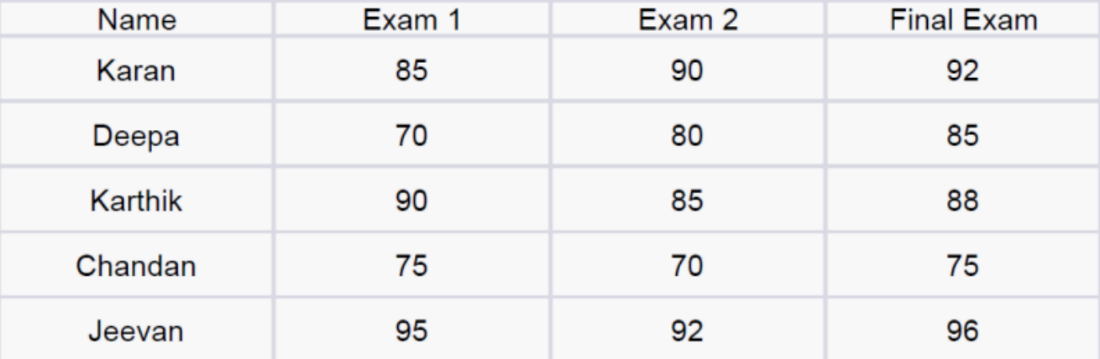 Name Exam 1 Exam 2 Final Exam
Karan 85 90 92
Deepa 70 80 85
Karthik 90 85 88
Chandan 75 70 75
Jeevan 95 92 96